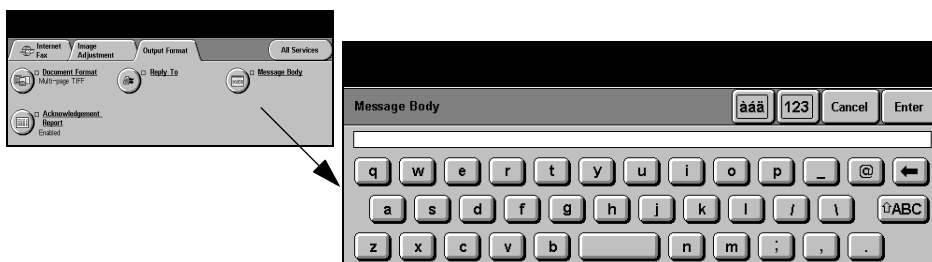 Internet
Fax
Image
Adjustment
Output Format
All Services
Document Format
Multi-page TIFF
Reply To
Message Body
Acknowledgement
Report
Enabled
Message Body
àáä
123
Cancel
Enter
q w e r t y u i o p _ @ ←
a s d f g h j k l / \ ⇧ABC
z x c v b n m ; , .